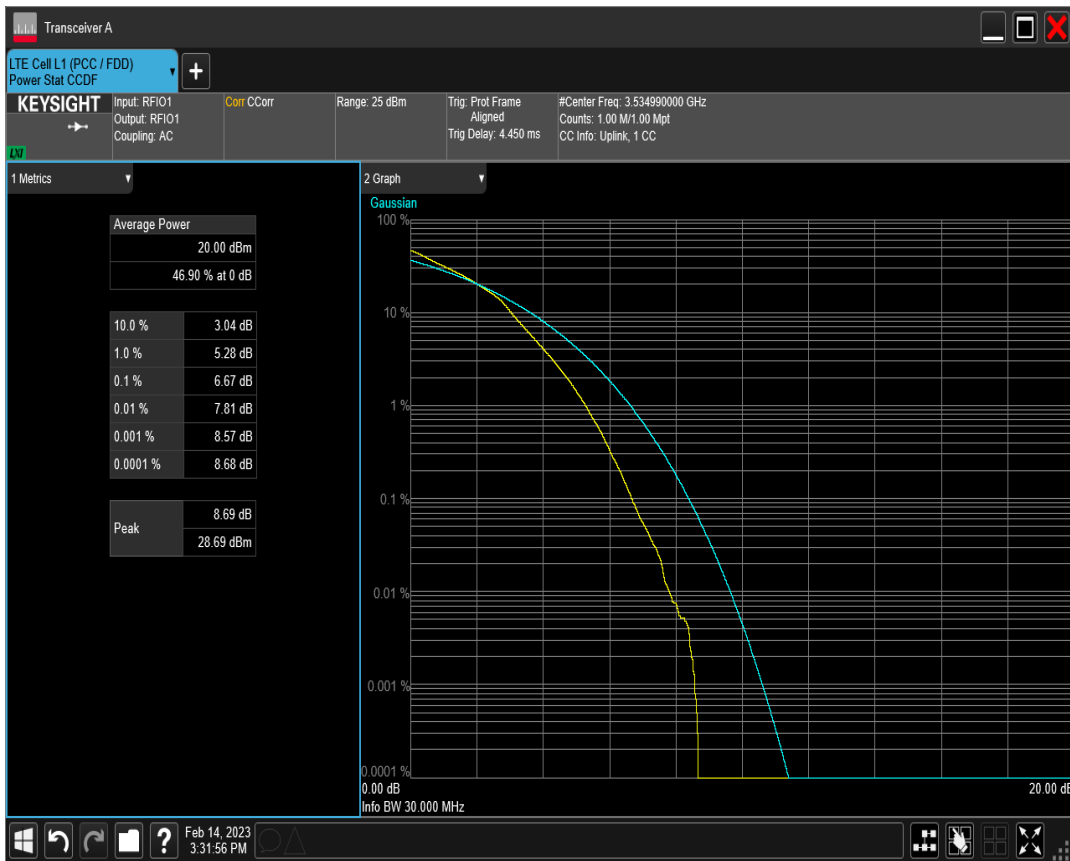 Transceiver A
LTE Cell L1 (PCC / FDD)
Power Stat CCDF
KEYSIGHT
LXI
Input: RFIO1
Output: RFIO1
Coupling: AC
Corr CCorr
Range: 25 dBm
Trig: Prot Frame
Aligned
Trig Delay: 4.450 ms
#Center Freq: 3.534990000 GHz
Counts: 1.00 M/1.00 Mpt
CC Info: Uplink, 1 CC
1 Metrics
Average Power
20.00 dBm
46.90 % at 0 dB
10.0 % 3.04 dB
1.0 % 5.28 dB
0.1 % 6.67 dB
0.01 % 7.81 dB
0.001 % 8.57 dB
0.0001 % 8.68 dB
Peak
8.69 dB
28.69 dBm
2 Graph
Gaussian
100 %
10 %
1 %
0.1 %
0.01 %
0.001 %
0.0001 %
0.00 dB
20.00 dB
Info BW 30.000 MHz
?
Feb 14, 2023
3:31:56 PM